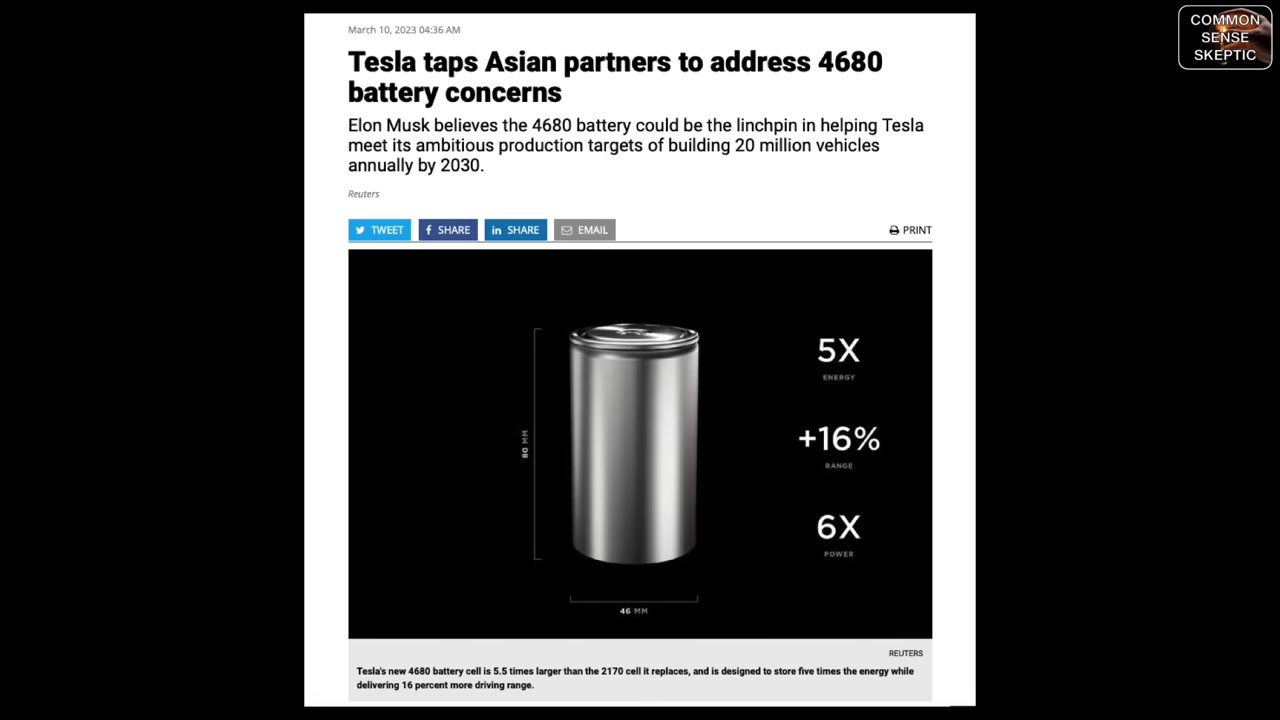 COMMON
SENSE
SKEPTIC
March 10, 2023 04:36 AM
Tesla taps Asian partners to address 4680
battery concerns
Elon Musk believes the 4680 battery could be the linchpin in helping Tesla
meet its ambitious production targets of building 20 million vehicles
annually by 2030.
Reuters
TWEET
f SHARE
in SHARE
EMAIL
PRINT
80 MM
5X
ENERGY
+16%
RANGE
6X
POWER
46 MM
REUTERS
Tesla's new 4680 battery cell is 5.5 times larger than the 2170 cell it replaces, and is designed to store five times the energy while
delivering 16 percent more driving range.